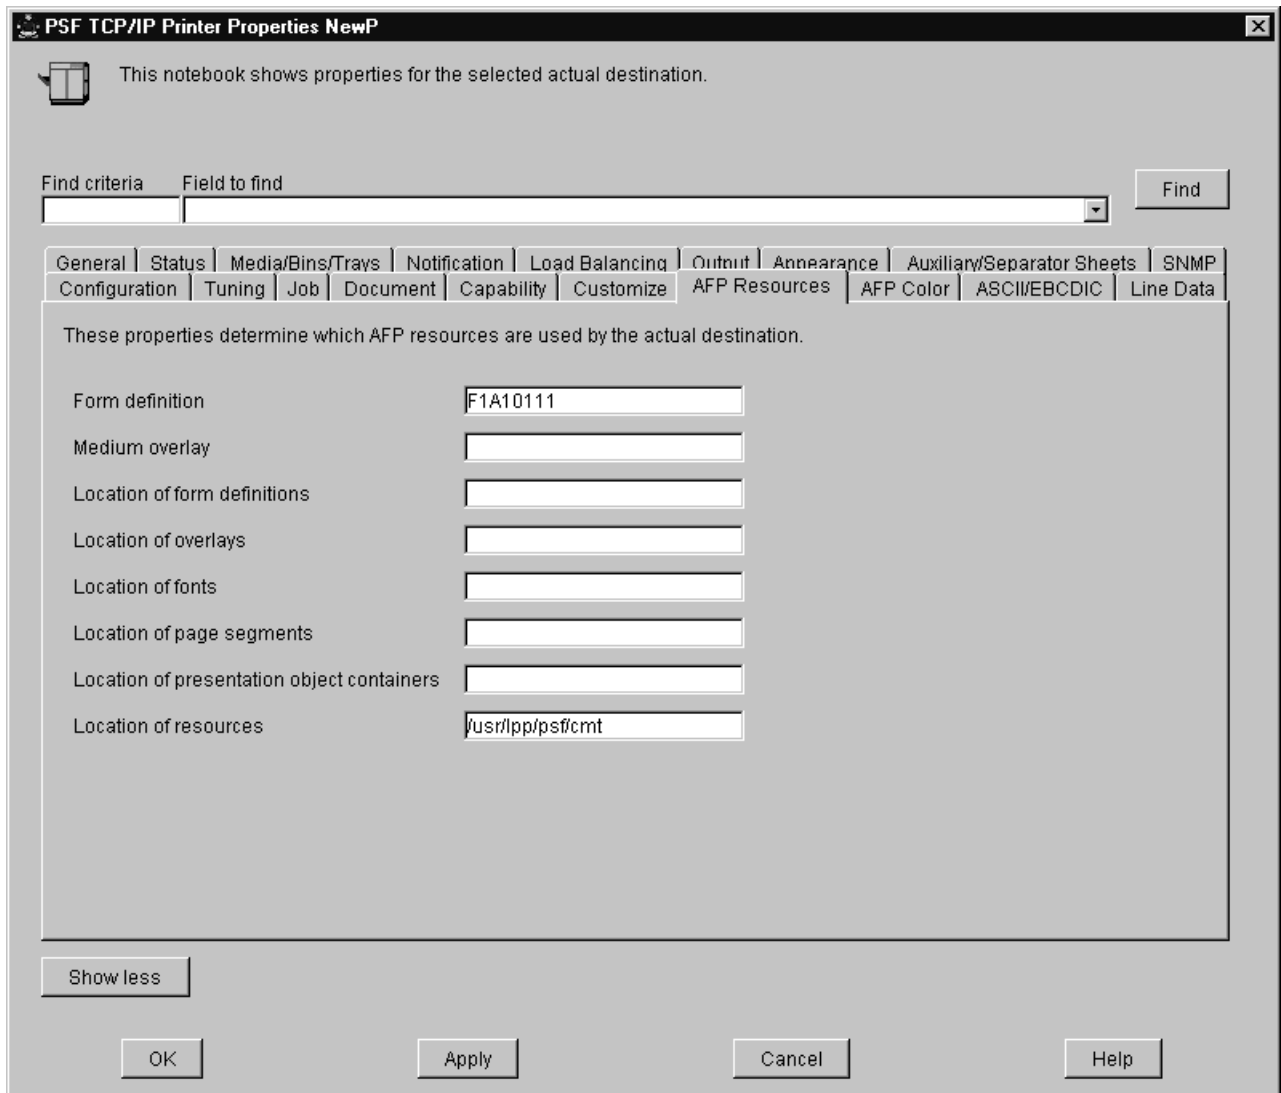 PSF TCP/IP Printer Properties NewP
This notebook shows properties for the selected actual destination.
Find criteria Field to find
Find
General Status Media/Bins/Trays Notification Load Balancing Output Appearance Auxiliary/Separator Sheets SNMP
Configuration Tuning Job Document Capability Customize AFP Resources AFP Color ASCII/EBCDIC Line Data
These properties determine which AFP resources are used by the actual destination.
Form definition F1A10111
Medium overlay
Location of form definitions
Location of overlays
Location of fonts
Location of page segments
Location of presentation object containers
Location of resources /usr/lpp/psf/cmt
Show less
OK Apply Cancel Help